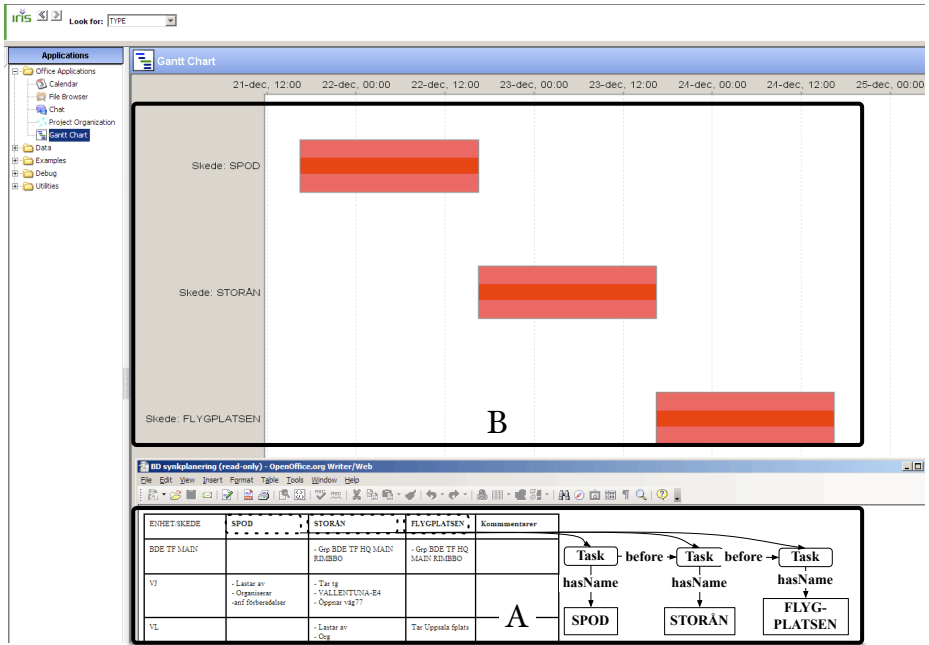 iris Look for: TYPE
Applications
Office Applications
Calendar
File Browser
Chat
Project Organization
Gantt Chart
Data
Examples
Debug
Utilities
Gantt Chart
21-dec, 12:00 22-dec, 00:00 22-dec, 12:00 23-dec, 00:00 23-dec, 12:00 24-dec, 00:00 24-dec, 12:00 25-dec, 00:00
Skede: SPOD
Skede: STORÅN
Skede: FLYGPLATSEN
B
BD synkplanering (read-only) - OpenOffice.org Writer/Web
File Edit View Insert Format Table Tools Window Help
ENHET/SKEDE SPOD STORÅN FLYGPLATSEN Kommmentarer
BDE TF MAIN
- Grp BDE TF HQ MAIN
RIMBBO
- Grp BDE TF HQ
MAIN RIMBBO
VJ
- Lastar av
- Organiserar
-anf förberedelser
- Tar tg
- VALLENTUNA-E4
- Öppnar väg77
VL
- Lastar av
- Org
Tar Uppsala fplats
A
Task before Task before Task
hasName hasName hasName
SPOD STORÅN FLYG-
PLATSEN